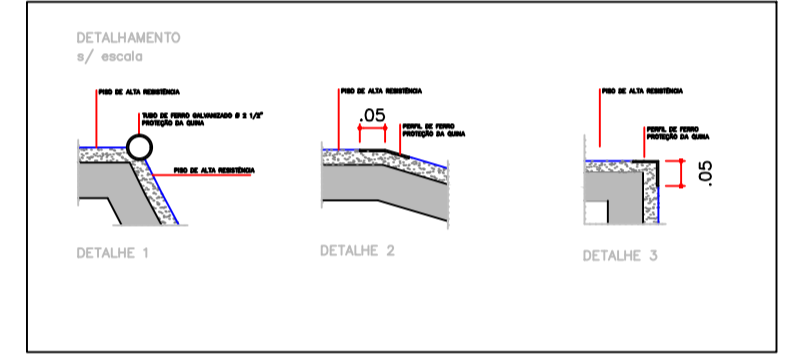 DETALHAMENTO
s/ escala
PISO DE ALTA RESISTÊNCIA
TUBO DE FERRO GALVANIZADO Ø 2 1/2"
PROTEÇÃO DA QUINA
PISO DE ALTA RESISTÊNCIA
DETALHE 1
PISO DE ALTA RESISTÊNCIA
.05
PERFIL DE FERRO
PROTEÇÃO DA QUINA
DETALHE 2
PISO DE ALTA RESISTÊNCIA
PERFIL DE FERRO
PROTEÇÃO DA QUINA
.05
DETALHE 3